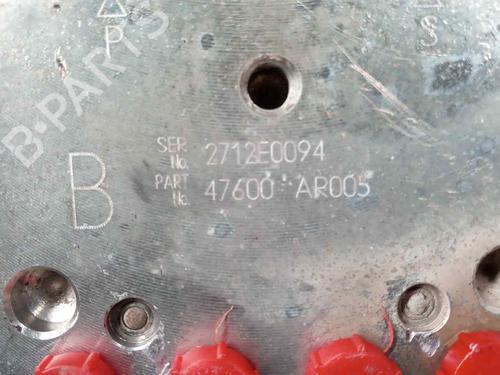 P
S
SER No. 2712E0094
PART No. 47600 AR005
B
B-PARTS